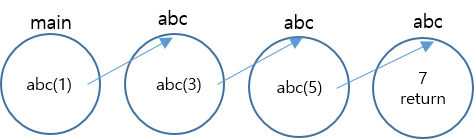 main
abc
abc
abc
abc(1)
abc(3)
abc(5)
7
return